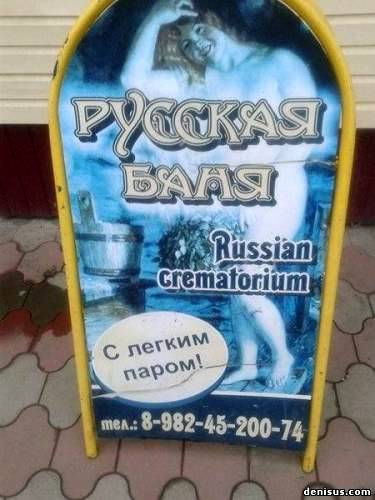 РУССКАЯ
БАНЯ
Russian
crematorium
С легким
паром!
тел.: 8-982-45-200-74
denisus.com